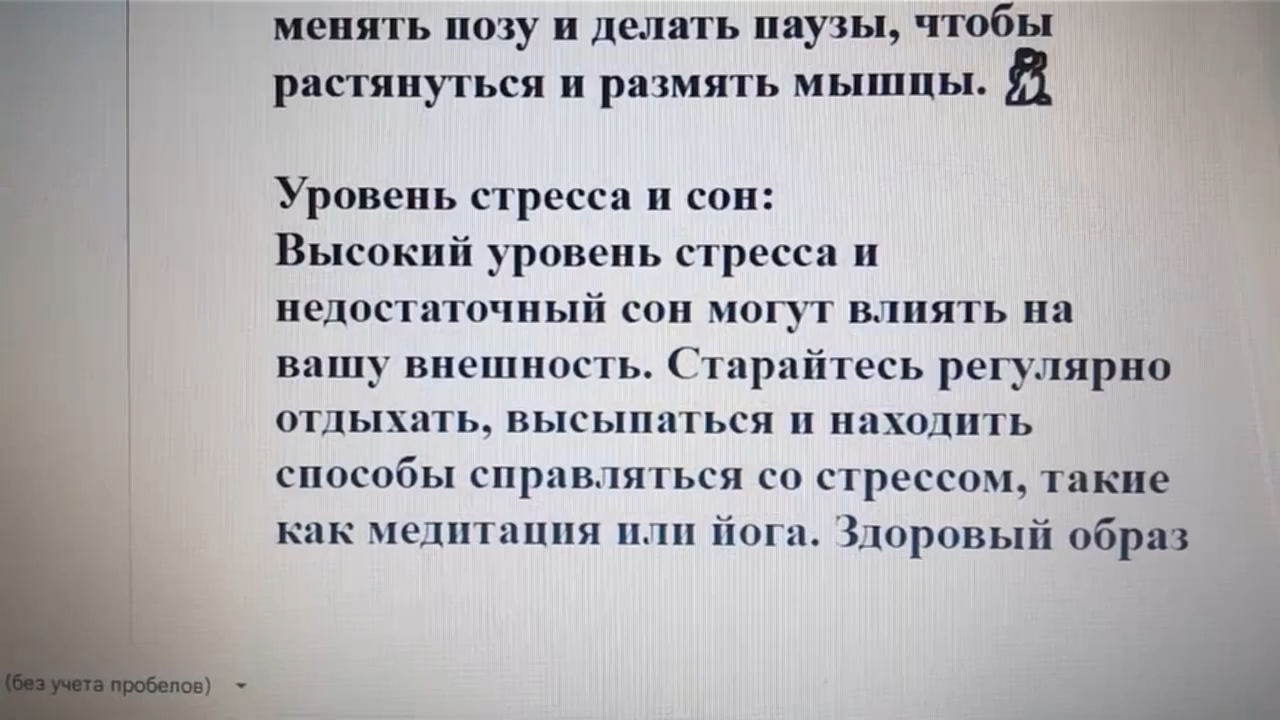 менять позу и делать паузы, чтобы
растянуться и размять мышцы.
Уровень стресса и сон:
Высокий уровень стресса и
недостаточный сон могут влиять на
вашу внешность. Старайтесь регулярно
отдыхать, высыпаться и находить
способы справляться со стрессом, такие
как медитация или йога. Здоровый образ
(без учета пробелов)